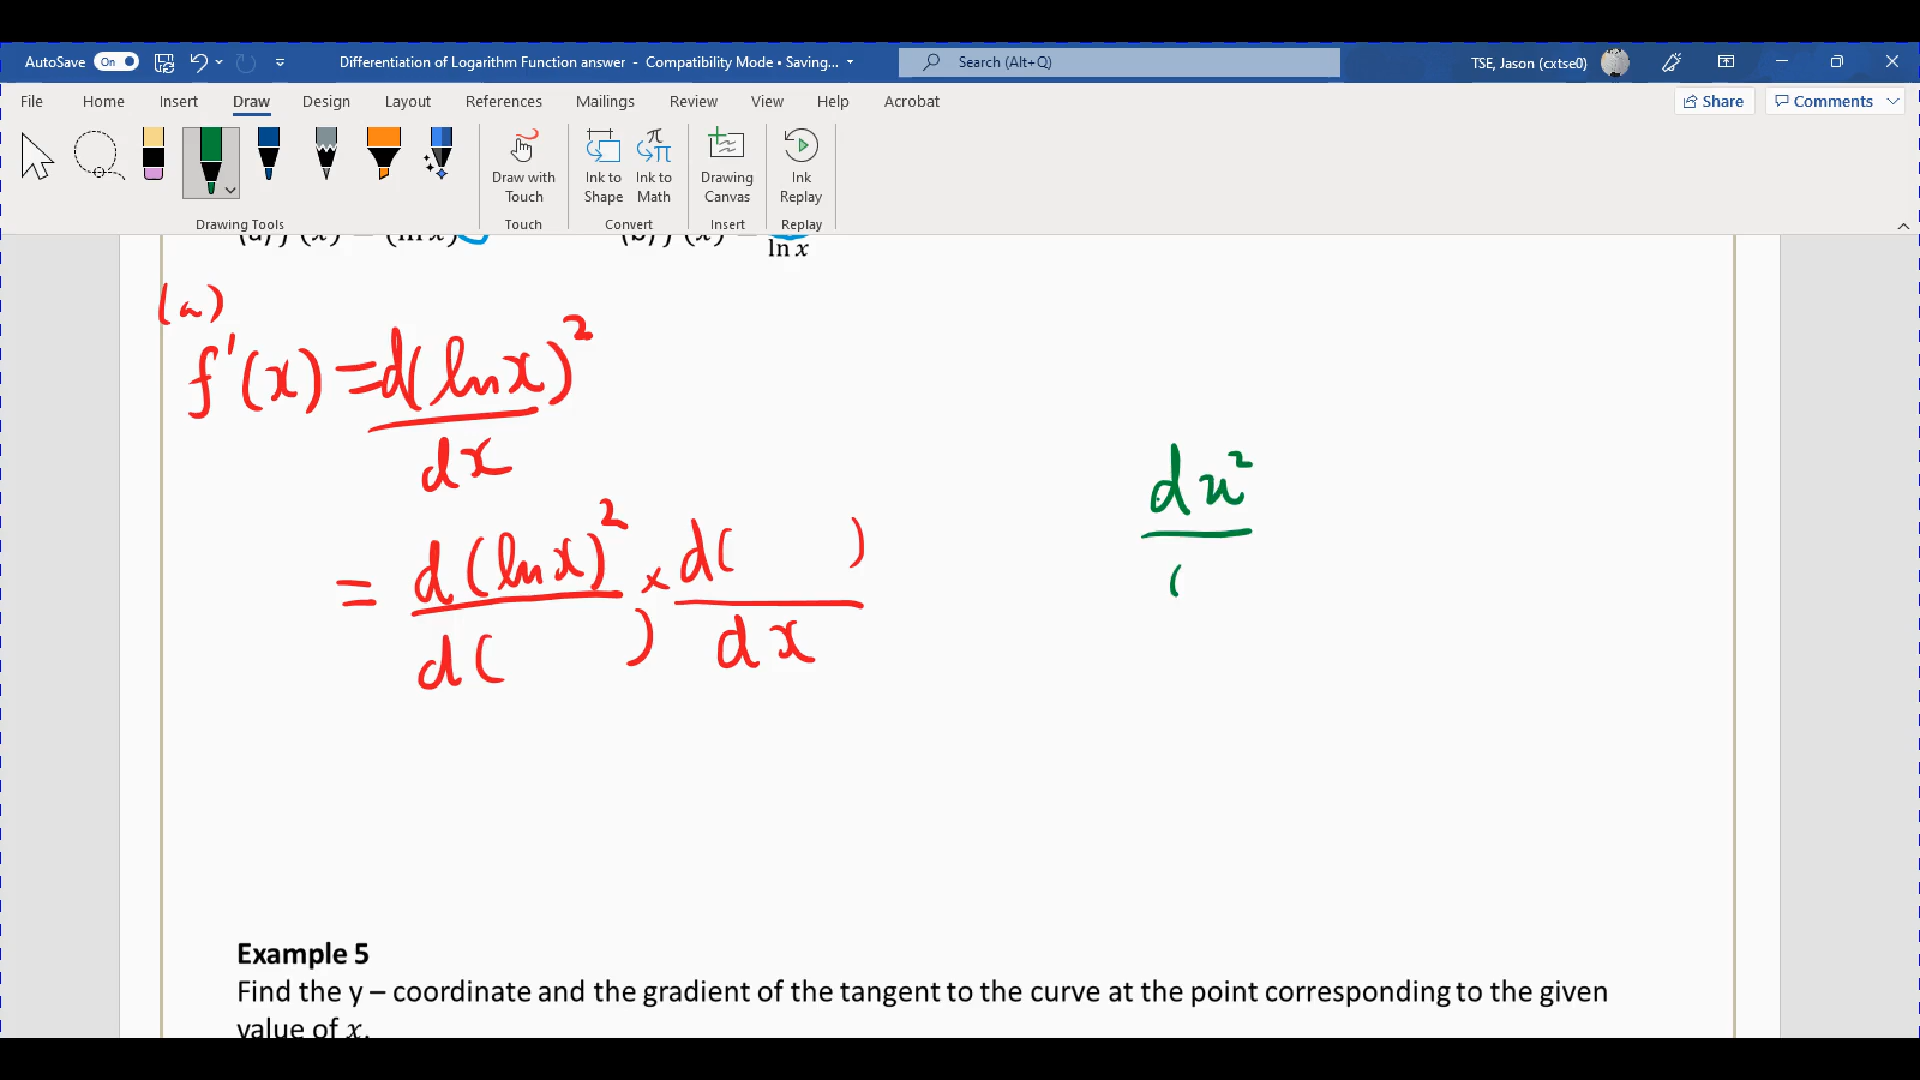 AutoSave On Differentiation of Logarithm Function answer - Compatibility Mode • Saving... Search (Alt+Q) TSE, Jason (cxtse0)
File Home Insert Draw Design Layout References Mailings Review View Help Acrobat Share Comments
Draw with Touch
Ink to Shape
Ink to Math
Drawing Canvas
Ink Replay
Drawing Tools Touch Convert Insert Replay
ln x
(a)
f'(x) = d(ln x)²
dx
= d(ln x)² × d( )
d( ) dx
du²
(
Example 5
Find the y – coordinate and the gradient of the tangent to the curve at the point corresponding to the given
value of x.